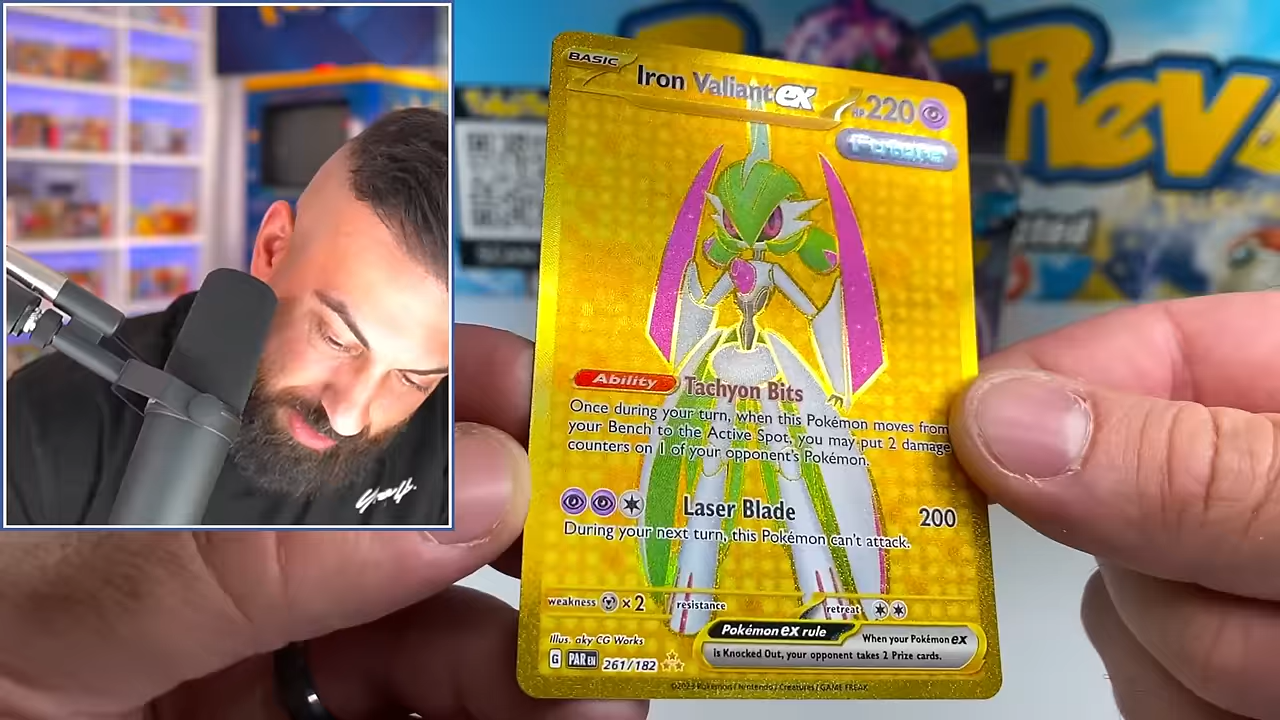 BASIC
Iron Valiant ex
HP 220
Future
Ability Tachyon Bits
Once during your turn, when this Pokémon moves from
your Bench to the Active Spot, you may put 2 damage
counters on 1 of your opponent's Pokémon.
Laser Blade 200
During your next turn, this Pokémon can't attack.
weakness ×2 resistance retreat
Pokémon ex rule
When your Pokémon ex
is Knocked Out, your opponent takes 2 Prize cards.
Illus. aky CG Works
G PAR EN 261/182
©2023 Pokémon / Nintendo / Creatures / GAME FREAK